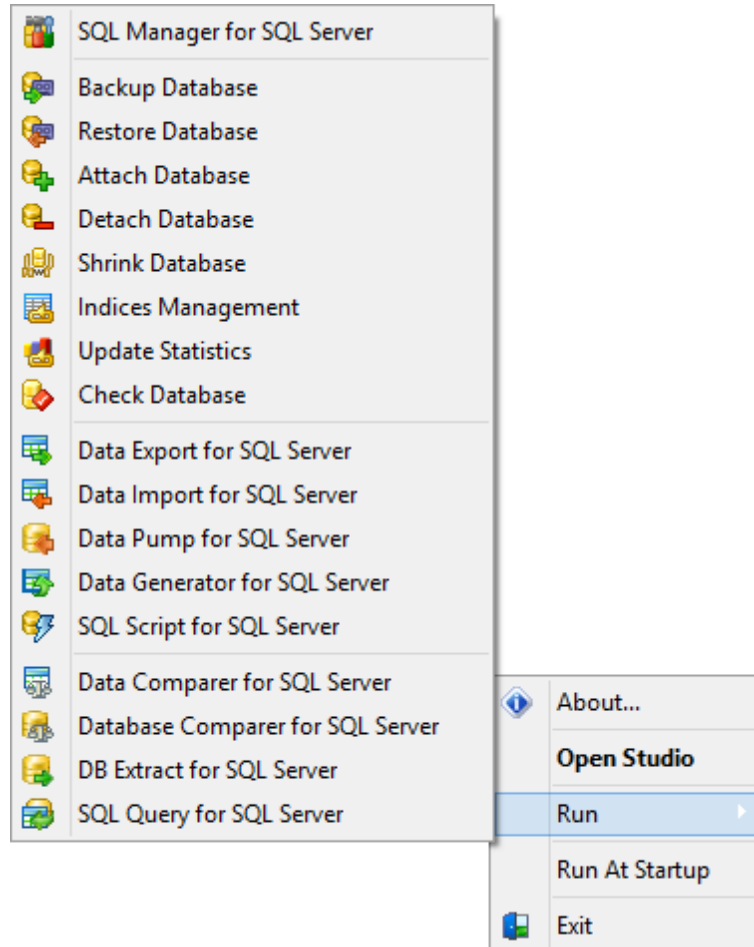 SQL Manager for SQL Server
Backup Database
Restore Database
Attach Database
Detach Database
Shrink Database
Indices Management
Update Statistics
Check Database
Data Export for SQL Server
Data Import for SQL Server
Data Pump for SQL Server
Data Generator for SQL Server
SQL Script for SQL Server
Data Comparer for SQL Server
Database Comparer for SQL Server
DB Extract for SQL Server
SQL Query for SQL Server
About...
Open Studio
Run
Run At Startup
Exit